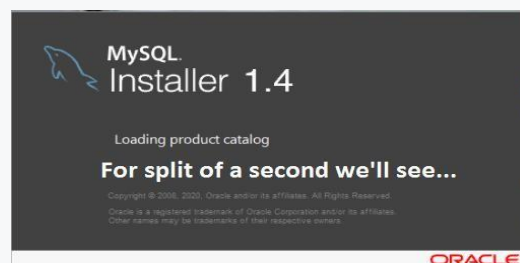 MySQL.
Installer 1.4
Loading product catalog
For split of a second we'll see...
Copyright © 2006, 2020, Oracle and/or its affiliates. All Rights Reserved.
Oracle is a registered trademark of Oracle Corporation and/or its affiliates.
Other names may be trademarks of their respective owners.
ORACLE